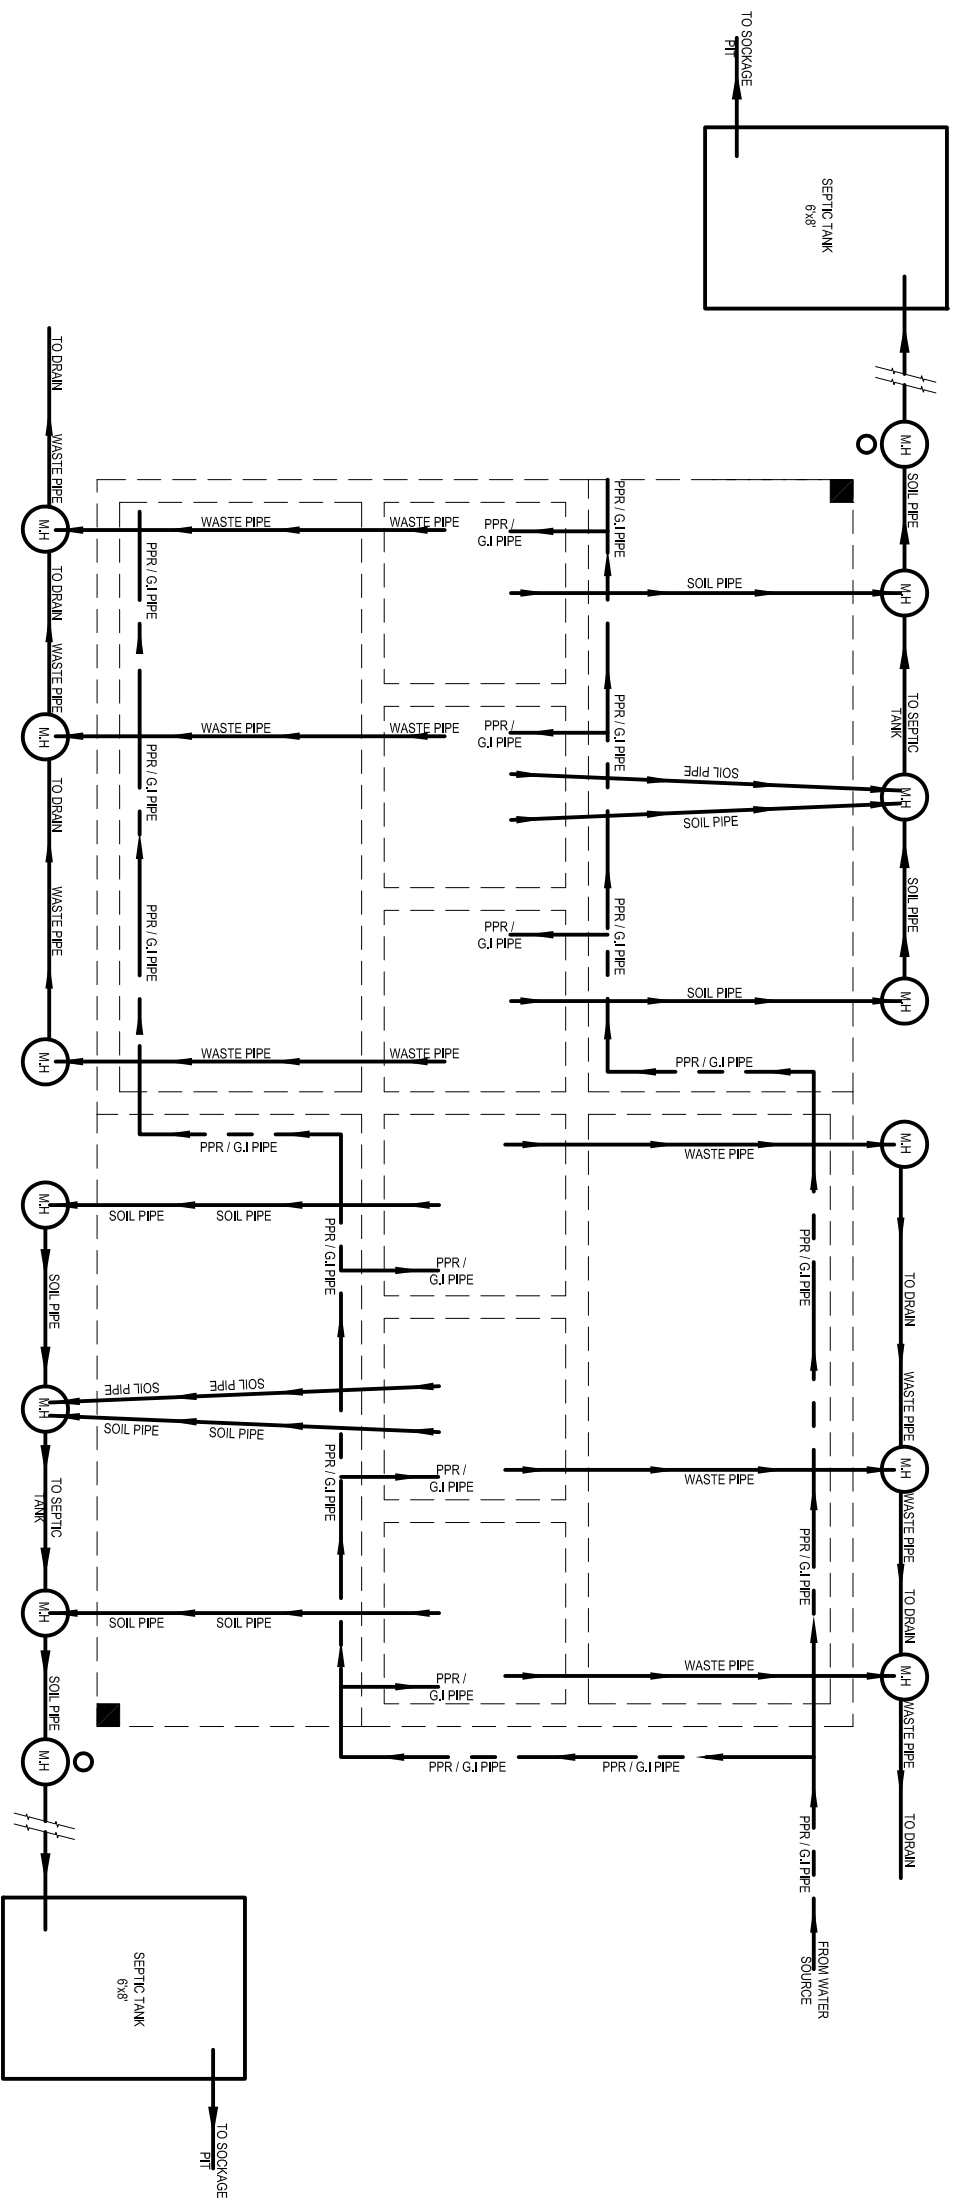 TO SOCKAGE
PIT
SEPTIC TANK
6'x8'
TO DRAIN
M.H
WASTE PIPE
SOIL PIPE
PPR / G.I PIPE
M.H
WASTE PIPE
WASTE PIPE
PPR /
G.I PIPE
PPR / G.I PIPE
SOIL PIPE
M.H
TO DRAIN
WASTE PIPE
M.H
WASTE PIPE
WASTE PIPE
PPR /
G.I PIPE
PPR / G.I PIPE
TO SEPTIC
TANK
PPR / G.I PIPE
SOIL PIPE
M.H
SOIL PIPE
TO DRAIN
WASTE PIPE
PPR / G.I PIPE
PPR /
G.I PIPE
PPR / G.I PIPE
SOIL PIPE
SOIL PIPE
M.H
M.H
WASTE PIPE
WASTE PIPE
PPR / G.I PIPE
PPR / G.I PIPE
WASTE PIPE
M.H
M.H
SOIL PIPE
SOIL PIPE
PPR / G.I PIPE
PPR /
G.I PIPE
PPR / G.I PIPE
TO DRAIN
SOIL PIPE
SOIL PIPE
SOIL PIPE
M.H
SOIL PIPE
SOIL PIPE
WASTE PIPE
PPR / G.I PIPE
PPR /
G.I PIPE
WASTE PIPE
M.H
TO SEPTIC
TANK
WASTE PIPE
PPR / G.I PIPE
TO DRAIN
M.H
SOIL PIPE
SOIL PIPE
WASTE PIPE
M.H
SOIL PIPE
PPR /
G.I PIPE
WASTE PIPE
M.H
PPR / G.I PIPE
PPR / G.I PIPE
PPR / G.I PIPE
TO DRAIN
FROM WATER
SOURCE
SEPTIC TANK
6'x8'
TO SOCKAGE
PIT